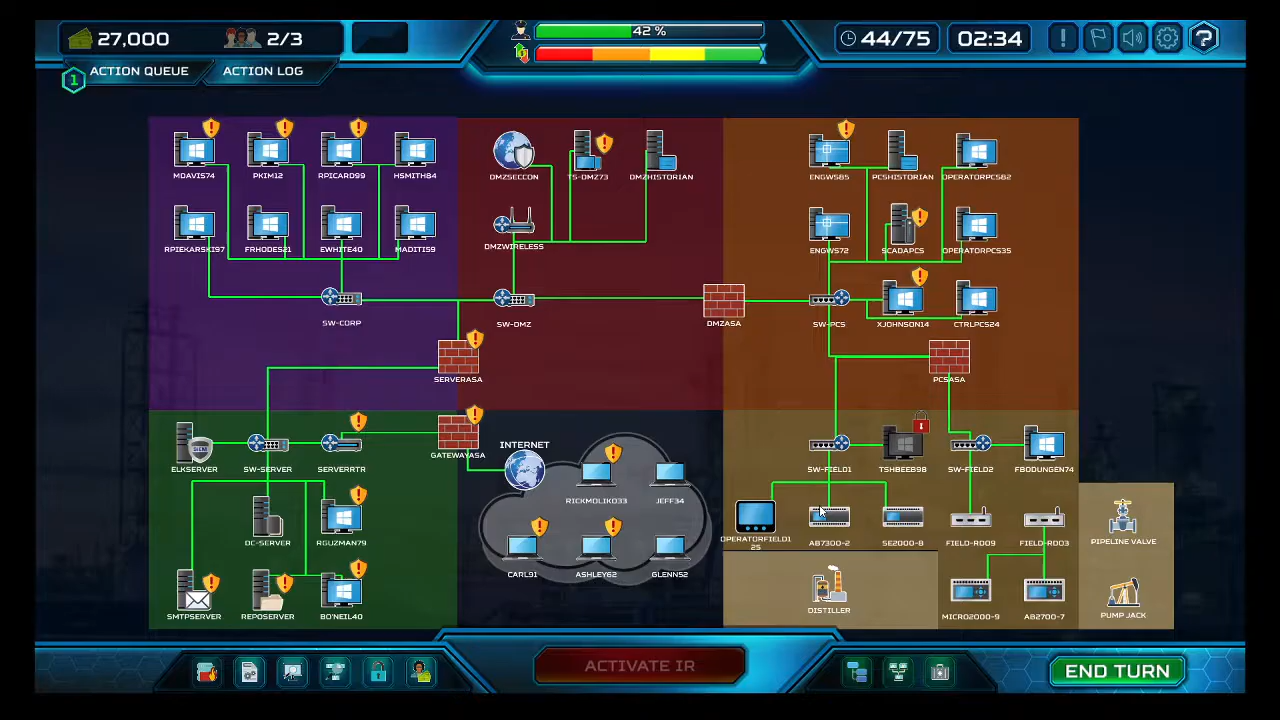 27,000
2/3
42 %
44/75
02:34
?
1
ACTION QUEUE
ACTION LOG
MDAVIS74
PKIM12
RPICARD99
HSMITH84
DMZSECCON
TS-DMZ73
DMZHISTORIAN
ENGWS85
PCSHISTORIAN
OPERATORPCS82
RPIEKARSKI97
FRHODES21
EWHITE40
MADITI59
DMZWIRELESS
ENGWS72
SCADAPCS
OPERATORPCS35
SW-CORP
SW-DMZ
DMZASA
SW-PCS
XJOHNSON14
CTRLPCS24
SERVERASA
PCSASA
ELKSERVER
SW-SERVER
SERVERRTR
GATEWAYASA
INTERNET
RICKMOLIK033
JEFF34
SW-FIELD1
TSHBEEB98
SW-FIELD2
FBODUNGEN74
DC-SERVER
RGUZMAN79
CARL91
ASHLEY62
GLENN52
OPERATORFIELD1
25
AB7300-2
SE2000-8
FIELD-RD09
FIELD-RD03
PIPELINE VALVE
SMTPSERVER
REPOSERVER
BO'NEIL40
DISTILLER
MICRO2000-9
AB2700-7
PUMP JACK
ACTIVATE IR
END TURN